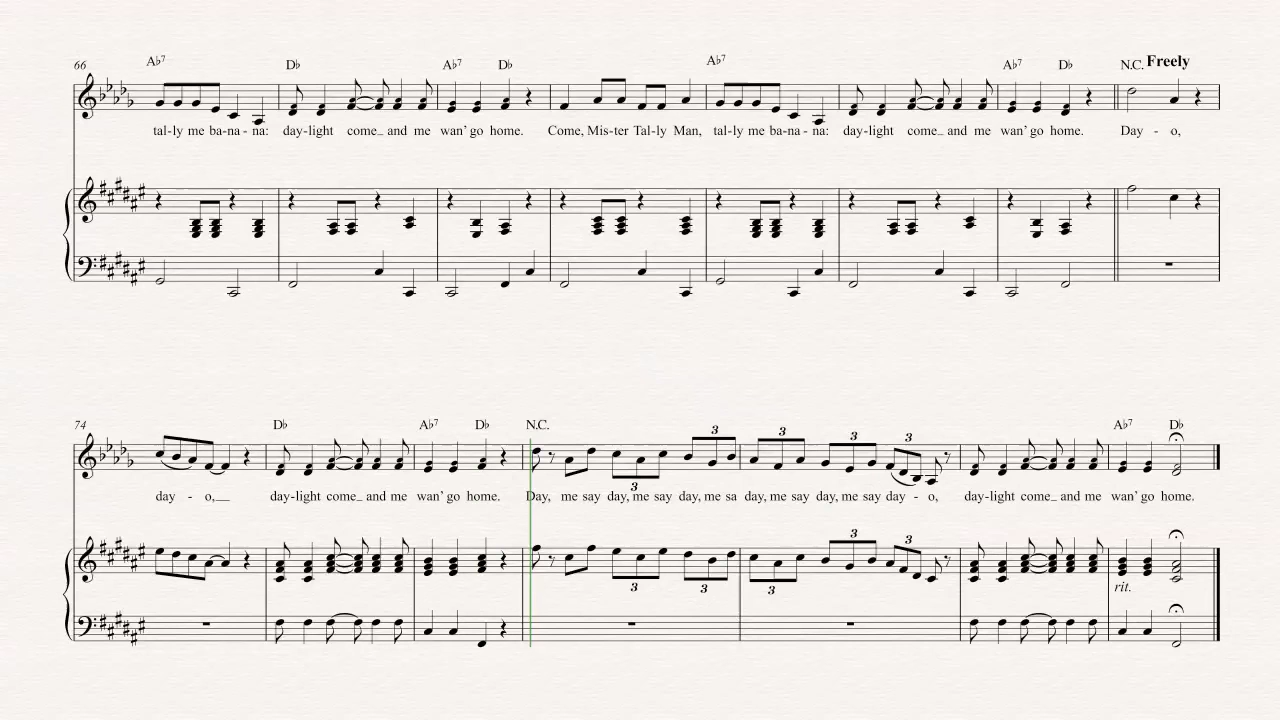 66 A♭7 D♭ A♭7 D♭ A♭7 A♭7 D♭ N.C. Freely
tal-ly me ba-na-na: day-light come_ and me wan' go home. Come, Mis-ter Tal-ly Man, tal-ly me ba-na-na: day-light come_ and me wan' go home. Day - o,
74 D♭ A♭7 D♭ N.C. A♭7 D♭
3 3 3 3 3
3
day - o,__ day-light come_ and me wan' go home. Day, me say day, me say day, me sa day, me say day, me say day - o, day-light come_ and me wan' go home.
3 3
3 3 3
rit.